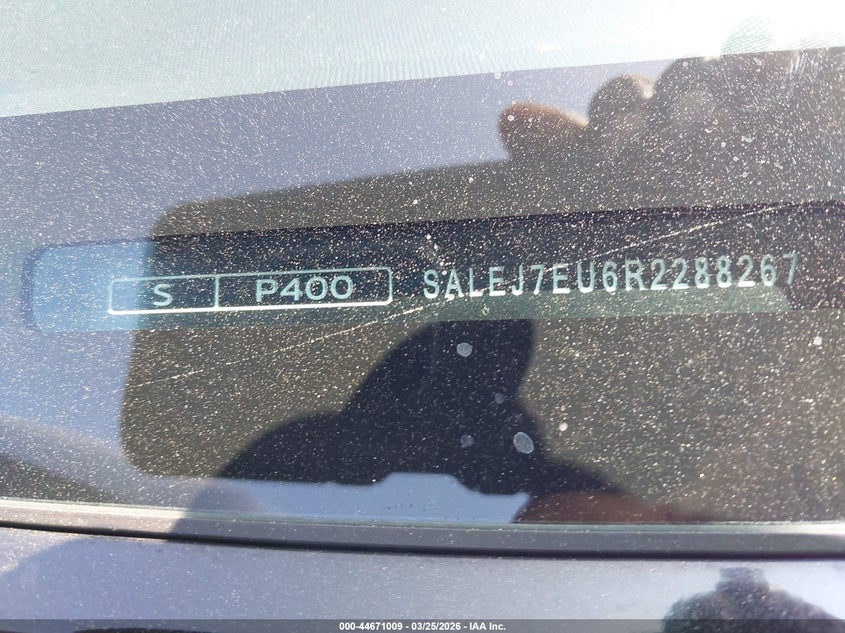 S P400 SALEJ7EU6R2288267
000-44671009 - 03/25/2026 - IAA Inc.